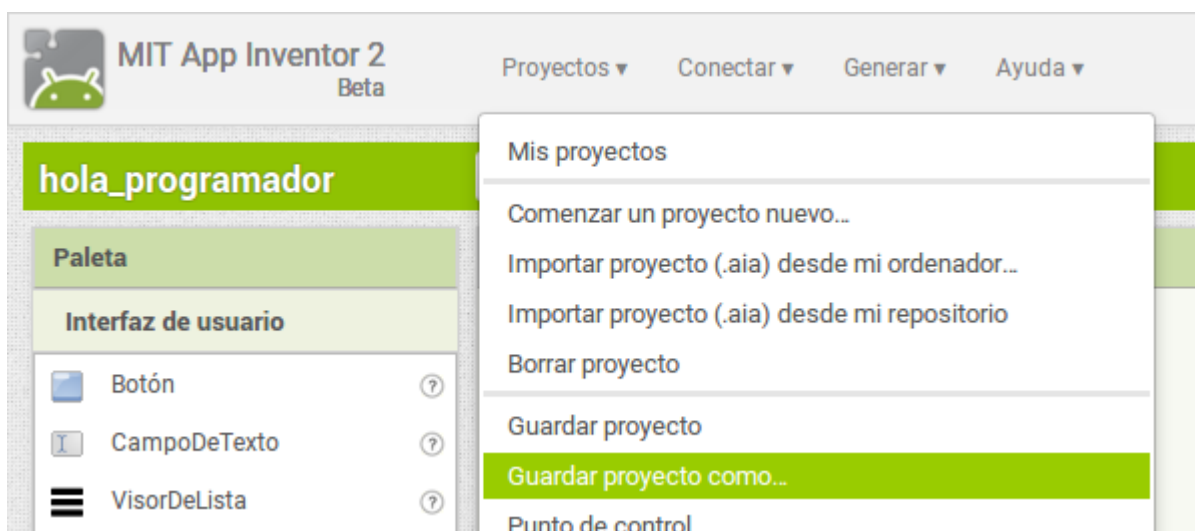 MIT App Inventor 2
Beta
Proyectos ▾ Conectar ▾ Generar ▾ Ayuda ▾
hola_programador
Mis proyectos
Comenzar un proyecto nuevo...
Importar proyecto (.aia) desde mi ordenador...
Importar proyecto (.aia) desde mi repositorio
Borrar proyecto
Guardar proyecto
Guardar proyecto como...
Punto de control
Paleta
Interfaz de usuario
Botón ?
CampoDeTexto ?
VisorDeLista ?